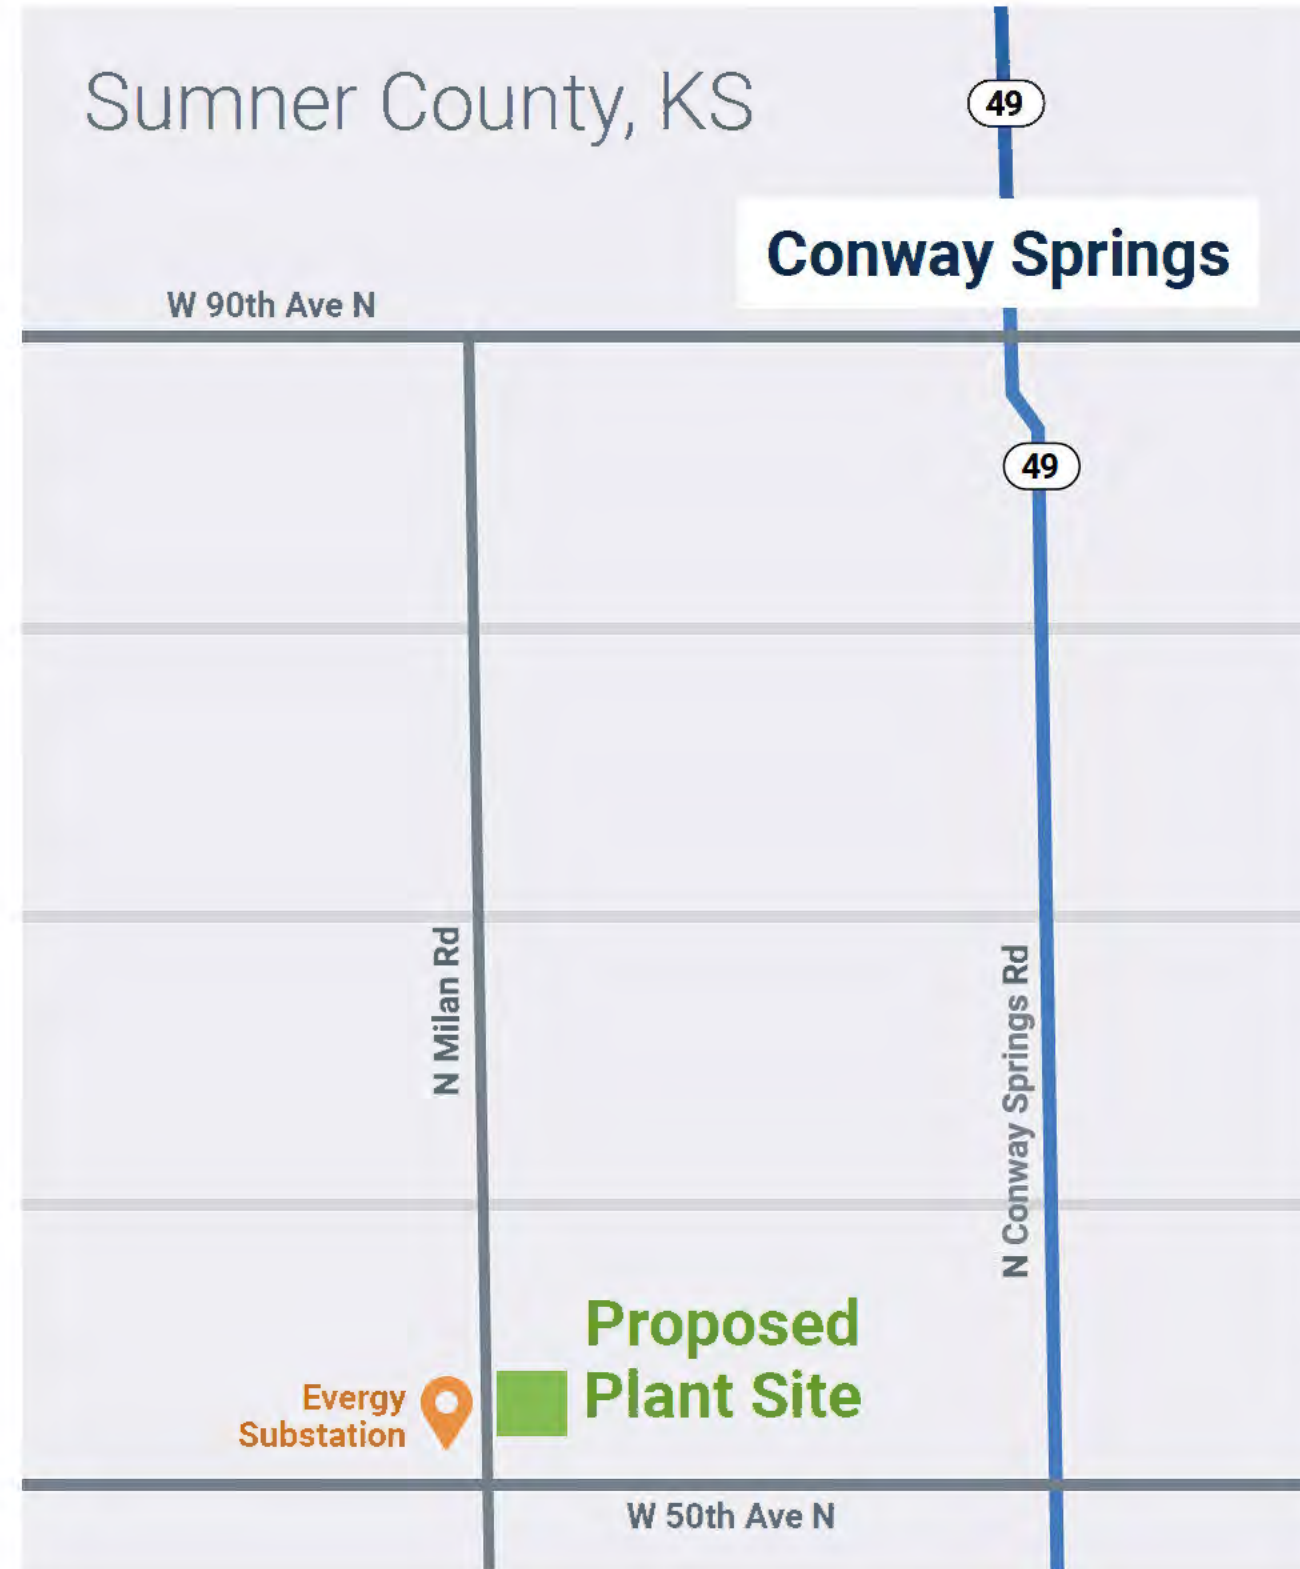 Sumner County, KS
49
Conway Springs
W 90th Ave N
49
N Milan Rd
N Conway Springs Rd
Proposed
Plant Site
Evergy
Substation
W 50th Ave N